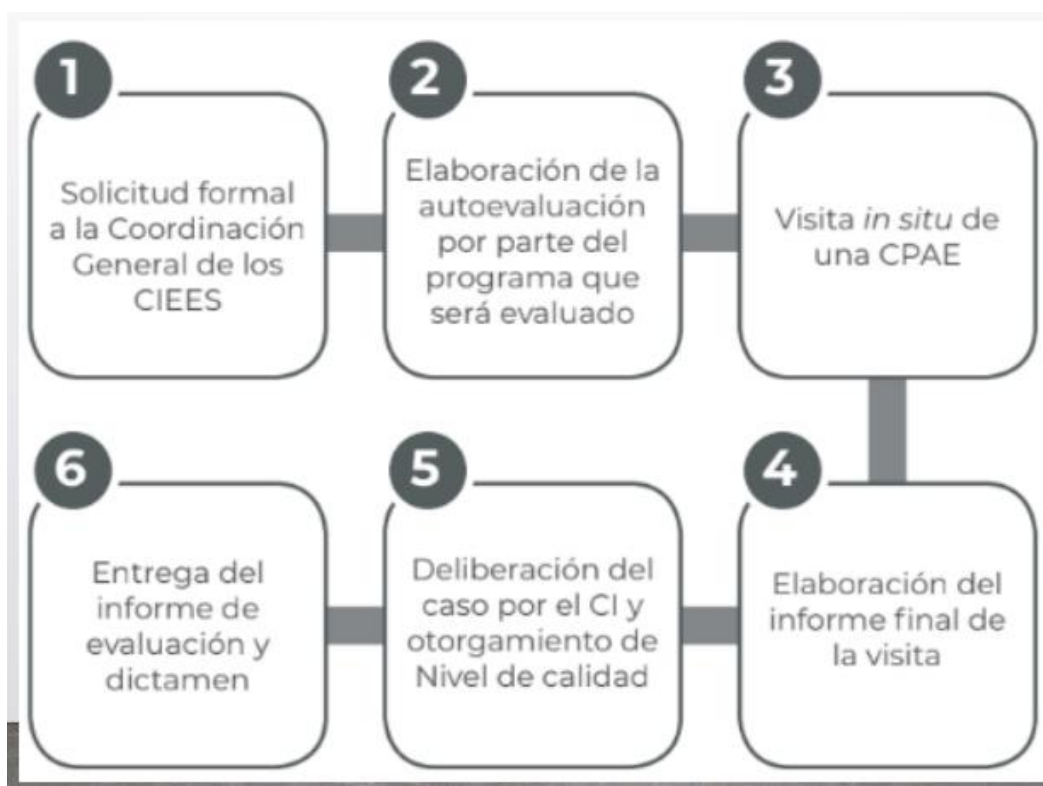 1
Solicitud formal
a la Coordinación
General de los
CIEES
2
Elaboración de la
autoevaluación
por parte del
programa que
será evaluado
3
Visita in situ de
una CPAE
4
Elaboración del
informe final de
la visita
5
Deliberación del
caso por el CI y
otorgamiento de
Nivel de calidad
6
Entrega del
informe de
evaluación y
dictamen